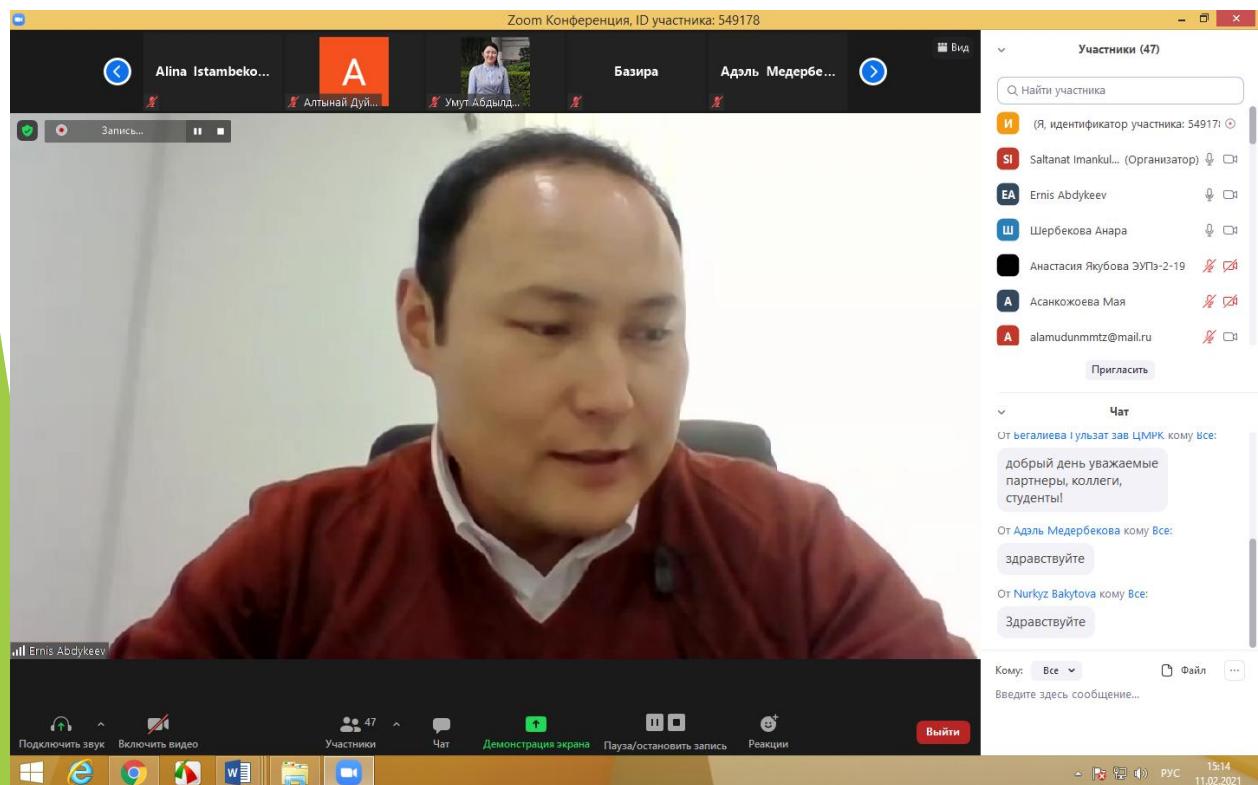 Zoom Конференция, ID участника: 549178
Alina Istambeko...
А
Алтынай Дуй...
Умут Абдылд...
Базира
Адэль Медербе...
Вид
Запись...
Ernis Abdykeev
Участники (47)
Найти участника
И (Я, идентификатор участника: 54917
SI Saltanat Imankul... (Организатор)
EA Ernis Abdykeev
Ш Шербекова Анара
Анастасия Якубова ЭУПз-2-19
А Асанкожоева Мая
A alamudunmmtz@mail.ru
Пригласить
Чат
От Бегалиева Гульзат зав ЦМРК кому Все:
добрый день уважаемые
партнеры, коллеги,
студенты!
От Адэль Медербекова кому Все:
здравствуйте
От Nurkyz Bakytova кому Все:
Здравствуйте
Кому: Все Файл ...
Введите здесь сообщение...
Подключить звук
Включить видео
47
Участники
Чат
Демонстрация экрана
Пауза/остановить запись
Реакции
Выйти
РУС
15:14
11.02.2021